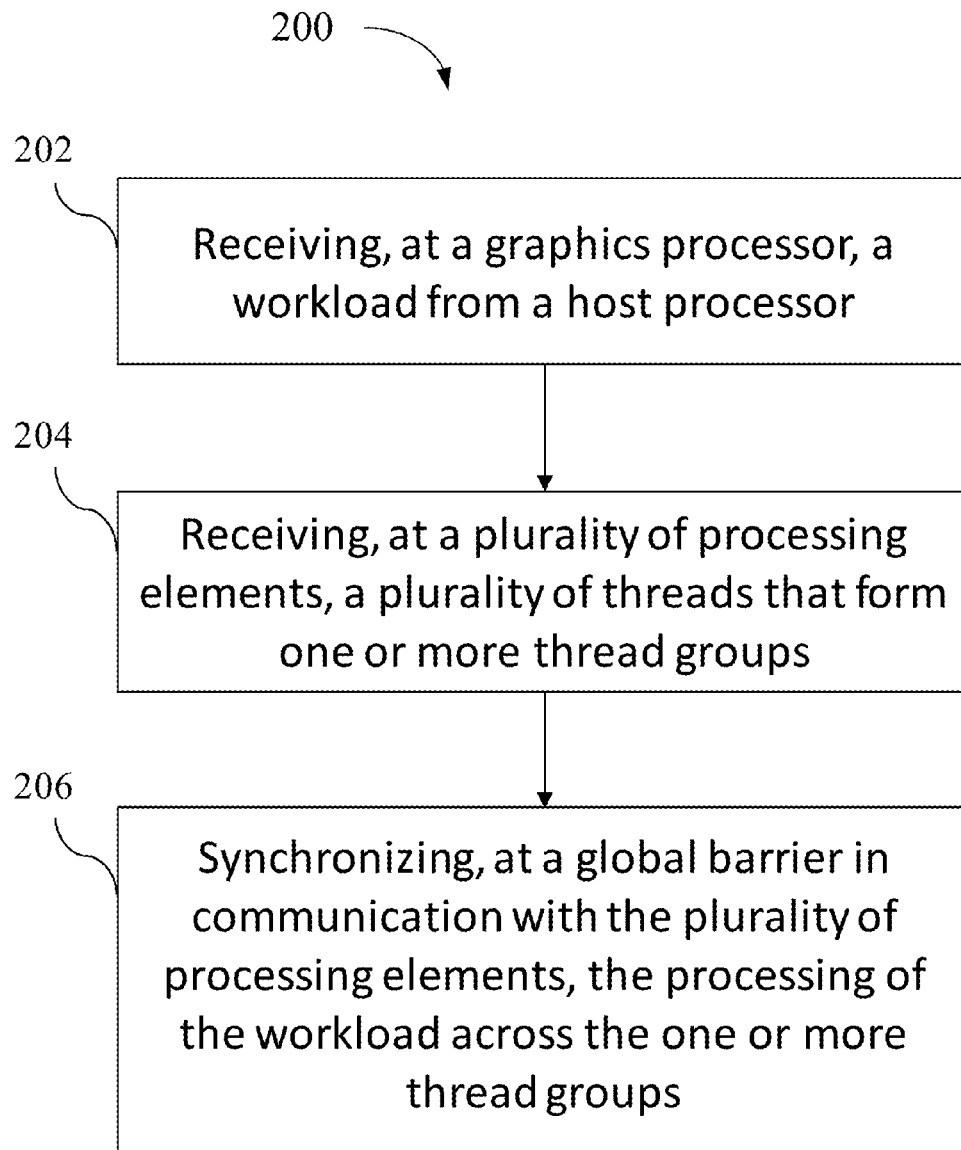 200
202
Receiving, at a graphics processor, a
workload from a host processor
204
Receiving, at a plurality of processing
elements, a plurality of threads that form
one or more thread groups
206
Synchronizing, at a global barrier in
communication with the plurality of
processing elements, the processing of
the workload across the one or more
thread groups